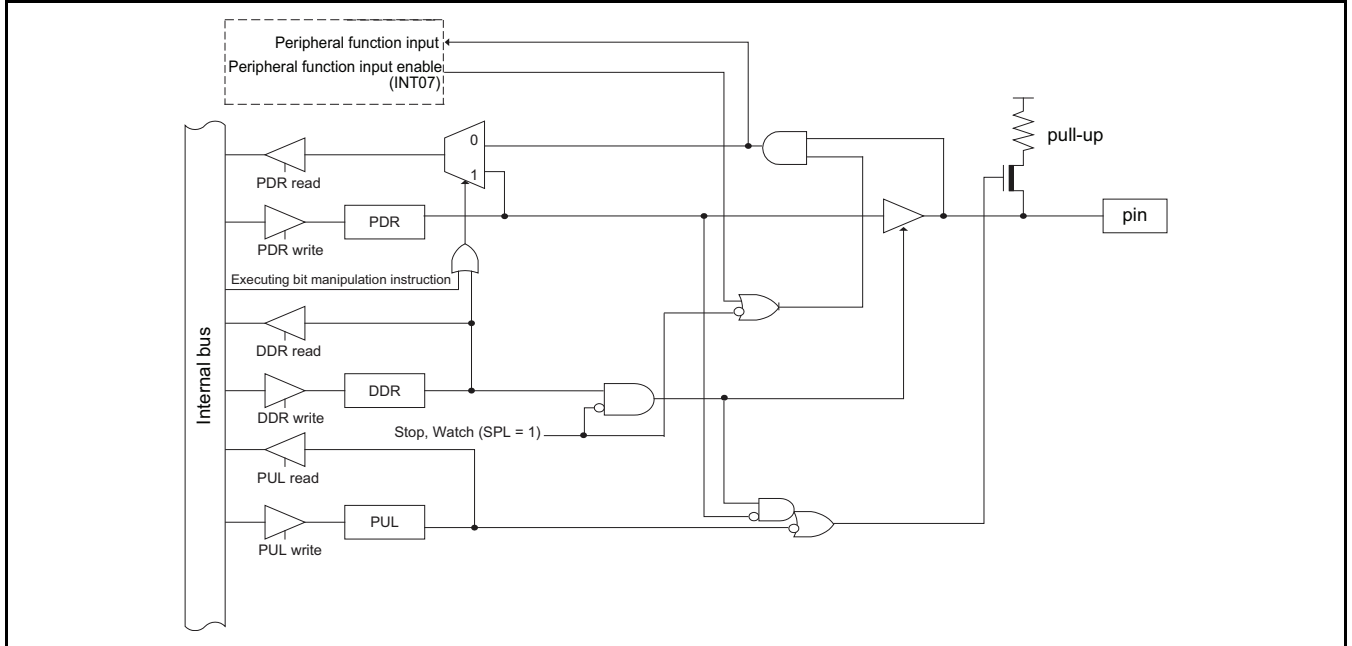 Peripheral function input
Peripheral function input enable
(INT07)
0
pull-up
1
PDR read
PDR
pin
PDR write
Executing bit manipulation instruction
DDR read
Internal bus
DDR
DDR write
Stop, Watch (SPL = 1)
PUL read
PUL
PUL write